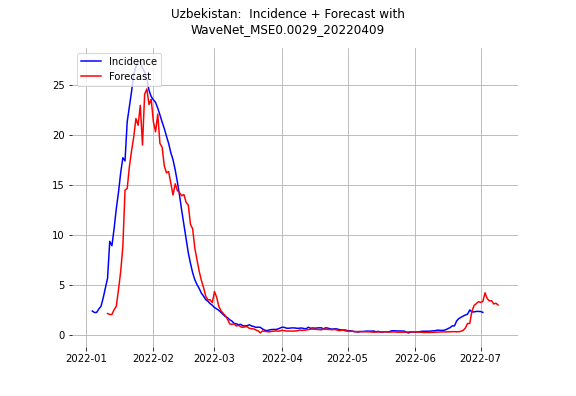 Uzbekistan:  Incidence + Forecast with
WaveNet_MSE0.0029_20220409
Incidence
Forecast
25
20
15
10
5
0
2022-01 2022-02 2022-03 2022-04 2022-05 2022-06 2022-07